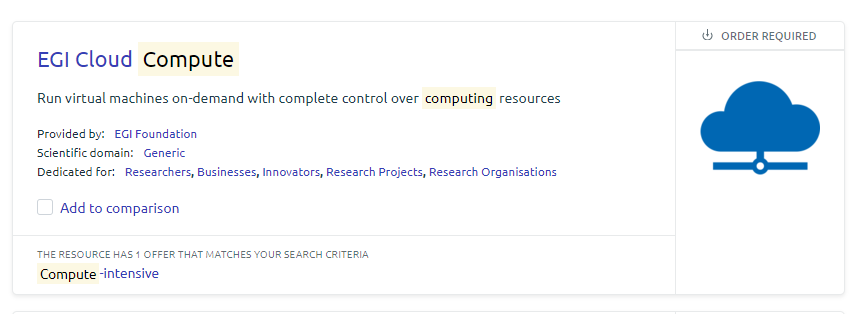 ORDER REQUIRED
EGI Cloud Compute
Run virtual machines on-demand with complete control over computing resources
Provided by: EGI Foundation
Scientific domain: Generic
Dedicated for: Researchers, Businesses, Innovators, Research Projects, Research Organisations
Add to comparison
THE RESOURCE HAS 1 OFFER THAT MATCHES YOUR SEARCH CRITERIA
Compute-intensive